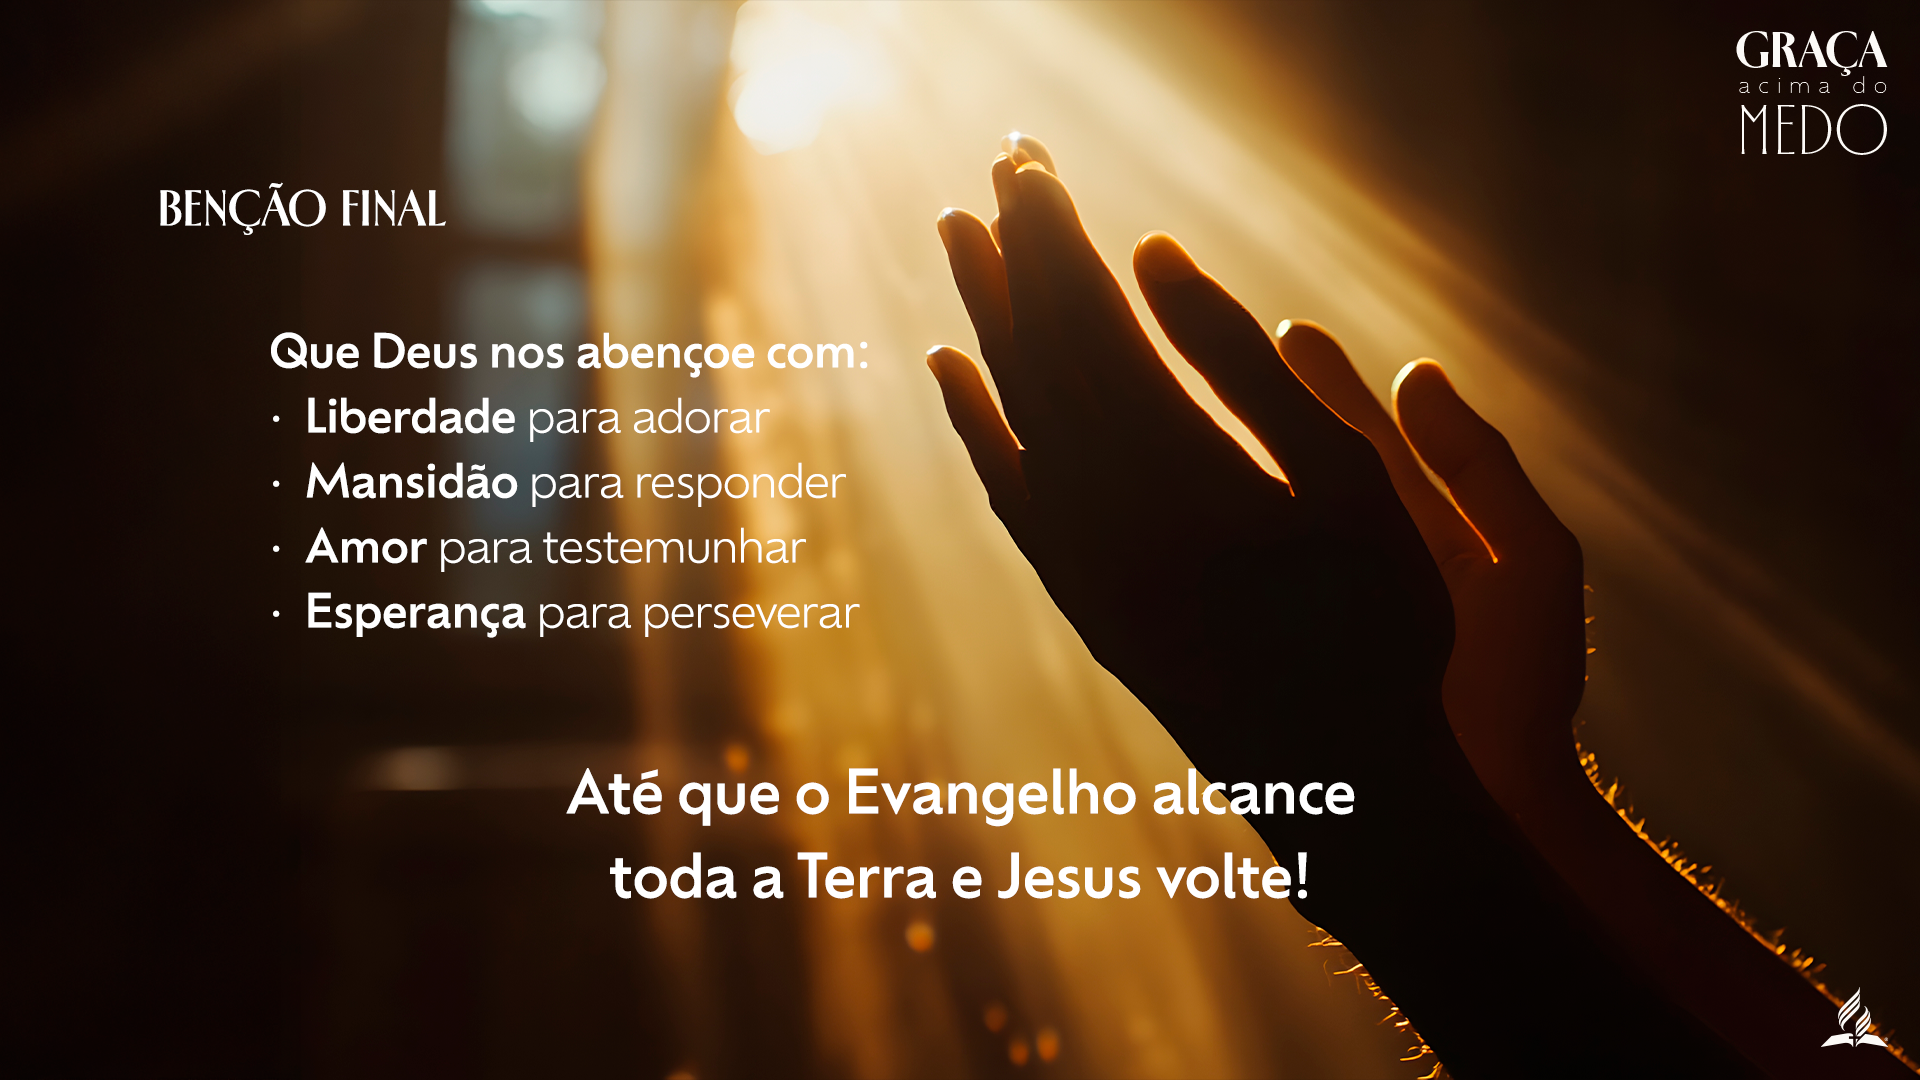 GRAÇA
acima do
MEDO
BENÇÃO FINAL
Que Deus nos abençoe com:
· Liberdade para adorar
· Mansidão para responder
· Amor para testemunhar
· Esperança para perseverar
Até que o Evangelho alcance
toda a Terra e Jesus volte!